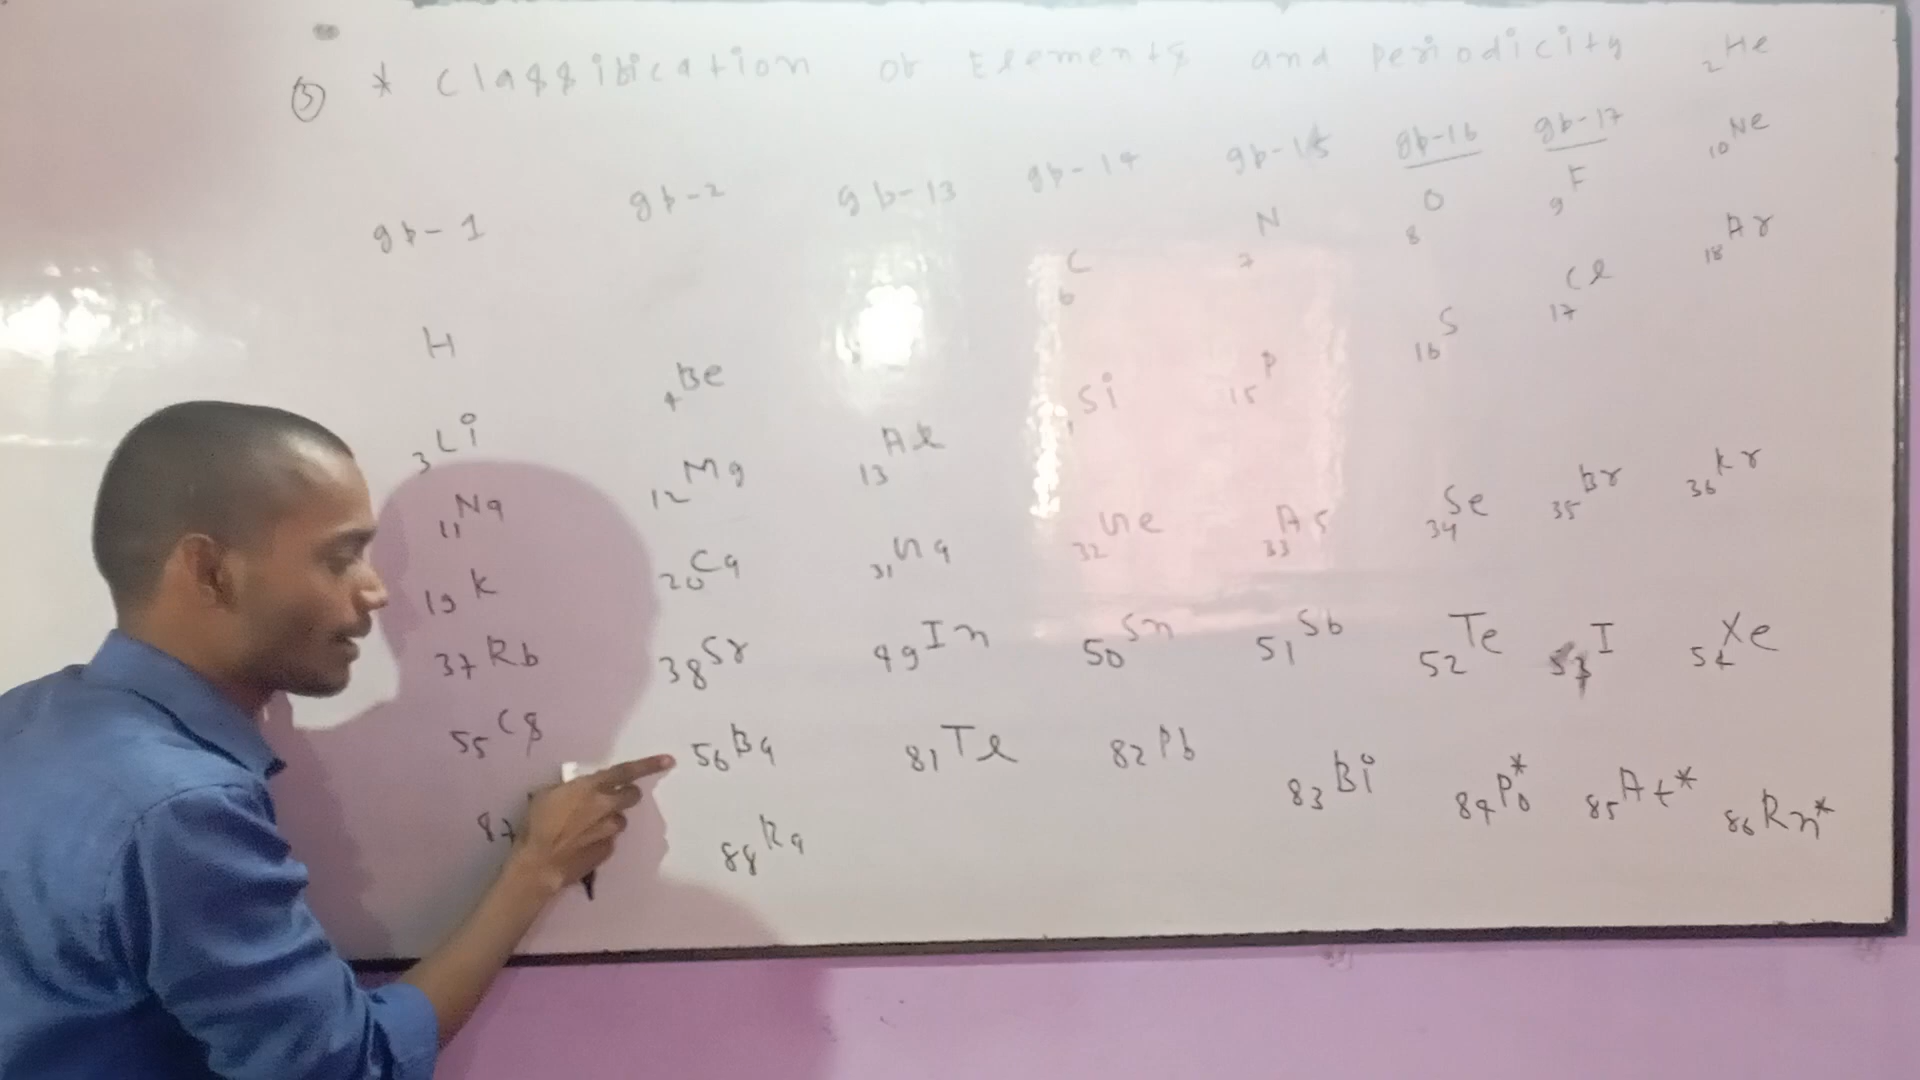 (5) * Classification of Elements and Periodicity
gp-1 gp-2 gp-13 gp-14 gp-15 gp-16 gp-17 2He
6C 7N 8O 9F 10Ne
H
3Li 4Be
11Na 12Mg 13Al Si 15P 16S 17Cl 18Ar
19K 20Ca 31Ga 32Ge 33As 34Se 35Br 36Kr
37Rb 38Sr 49In 50Sn 51Sb 52Te 53I 54Xe
55Cs 56Ba 81Tl 82Pb 83Bi 84Po* 85At* 86Rn*
87 88Ra